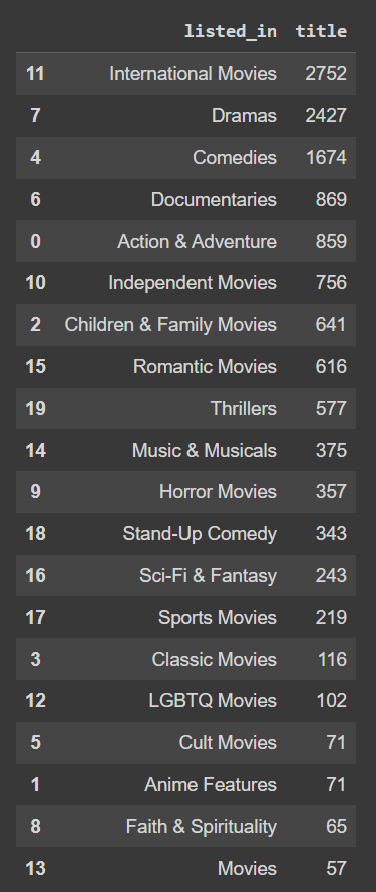 listed_in title
11 International Movies 2752
7 Dramas 2427
4 Comedies 1674
6 Documentaries 869
0 Action & Adventure 859
10 Independent Movies 756
2 Children & Family Movies 641
15 Romantic Movies 616
19 Thrillers 577
14 Music & Musicals 375
9 Horror Movies 357
18 Stand-Up Comedy 343
16 Sci-Fi & Fantasy 243
17 Sports Movies 219
3 Classic Movies 116
12 LGBTQ Movies 102
5 Cult Movies 71
1 Anime Features 71
8 Faith & Spirituality 65
13 Movies 57